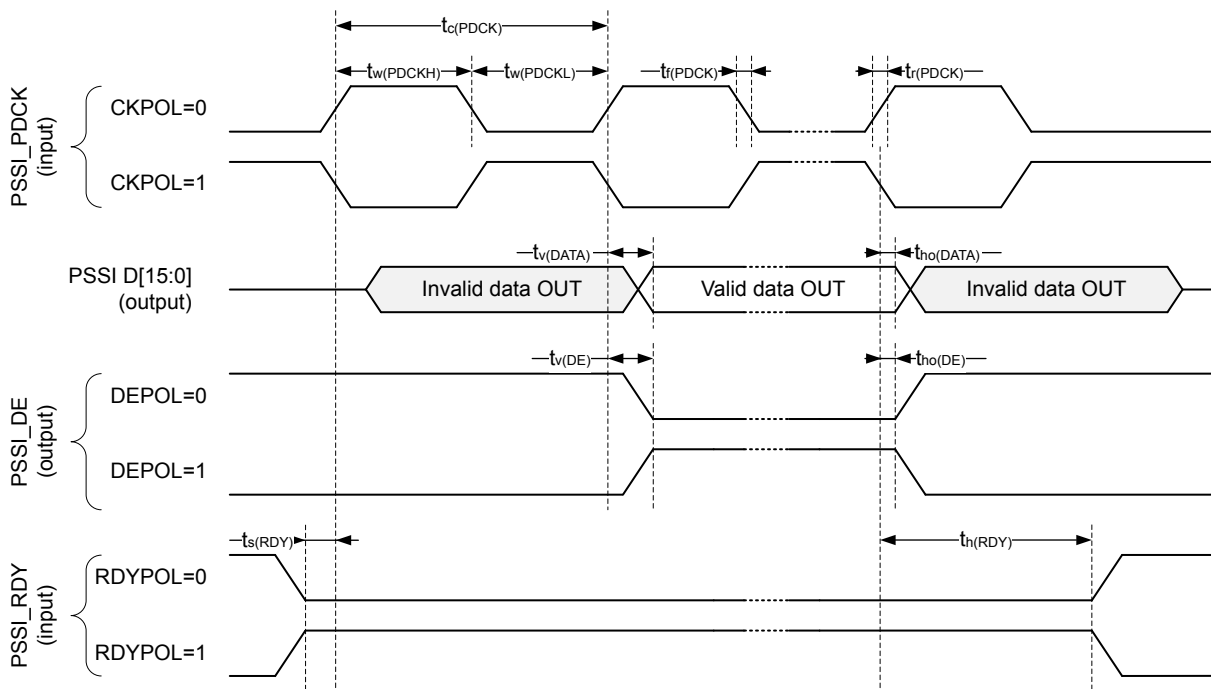 tc(PDCK)
tw(PDCKH)
tw(PDCKL)
tf(PDCK)
tr(PDCK)
PSSI_PDCK
(input)
CKPOL=0
CKPOL=1
PSSI D[15:0]
(output)
tv(DATA)
tho(DATA)
Invalid data OUT
Valid data OUT
Invalid data OUT
tv(DE)
tho(DE)
PSSI_DE
(output)
DEPOL=0
DEPOL=1
ts(RDY)
th(RDY)
PSSI_RDY
(input)
RDYPOL=0
RDYPOL=1